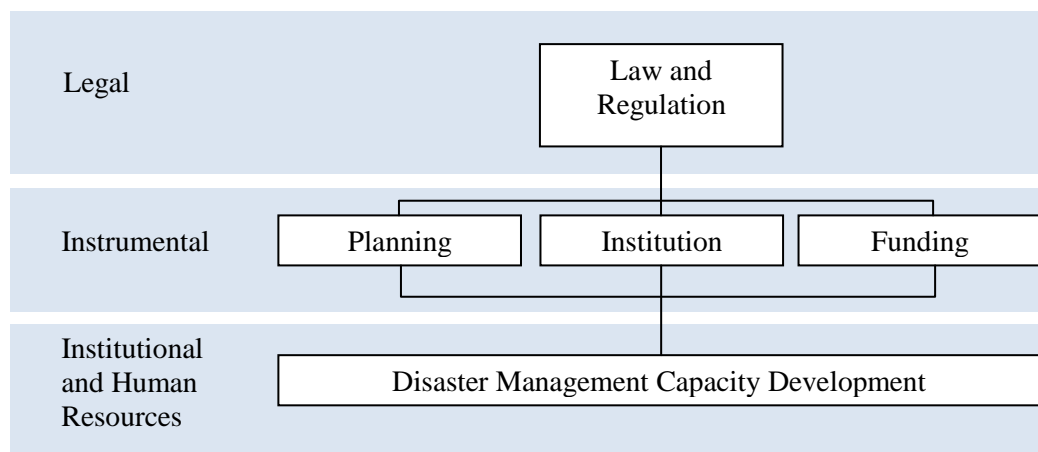 Legal
Law and
Regulation
Instrumental
Planning
Institution
Funding
Institutional
and Human
Resources
Disaster Management Capacity Development